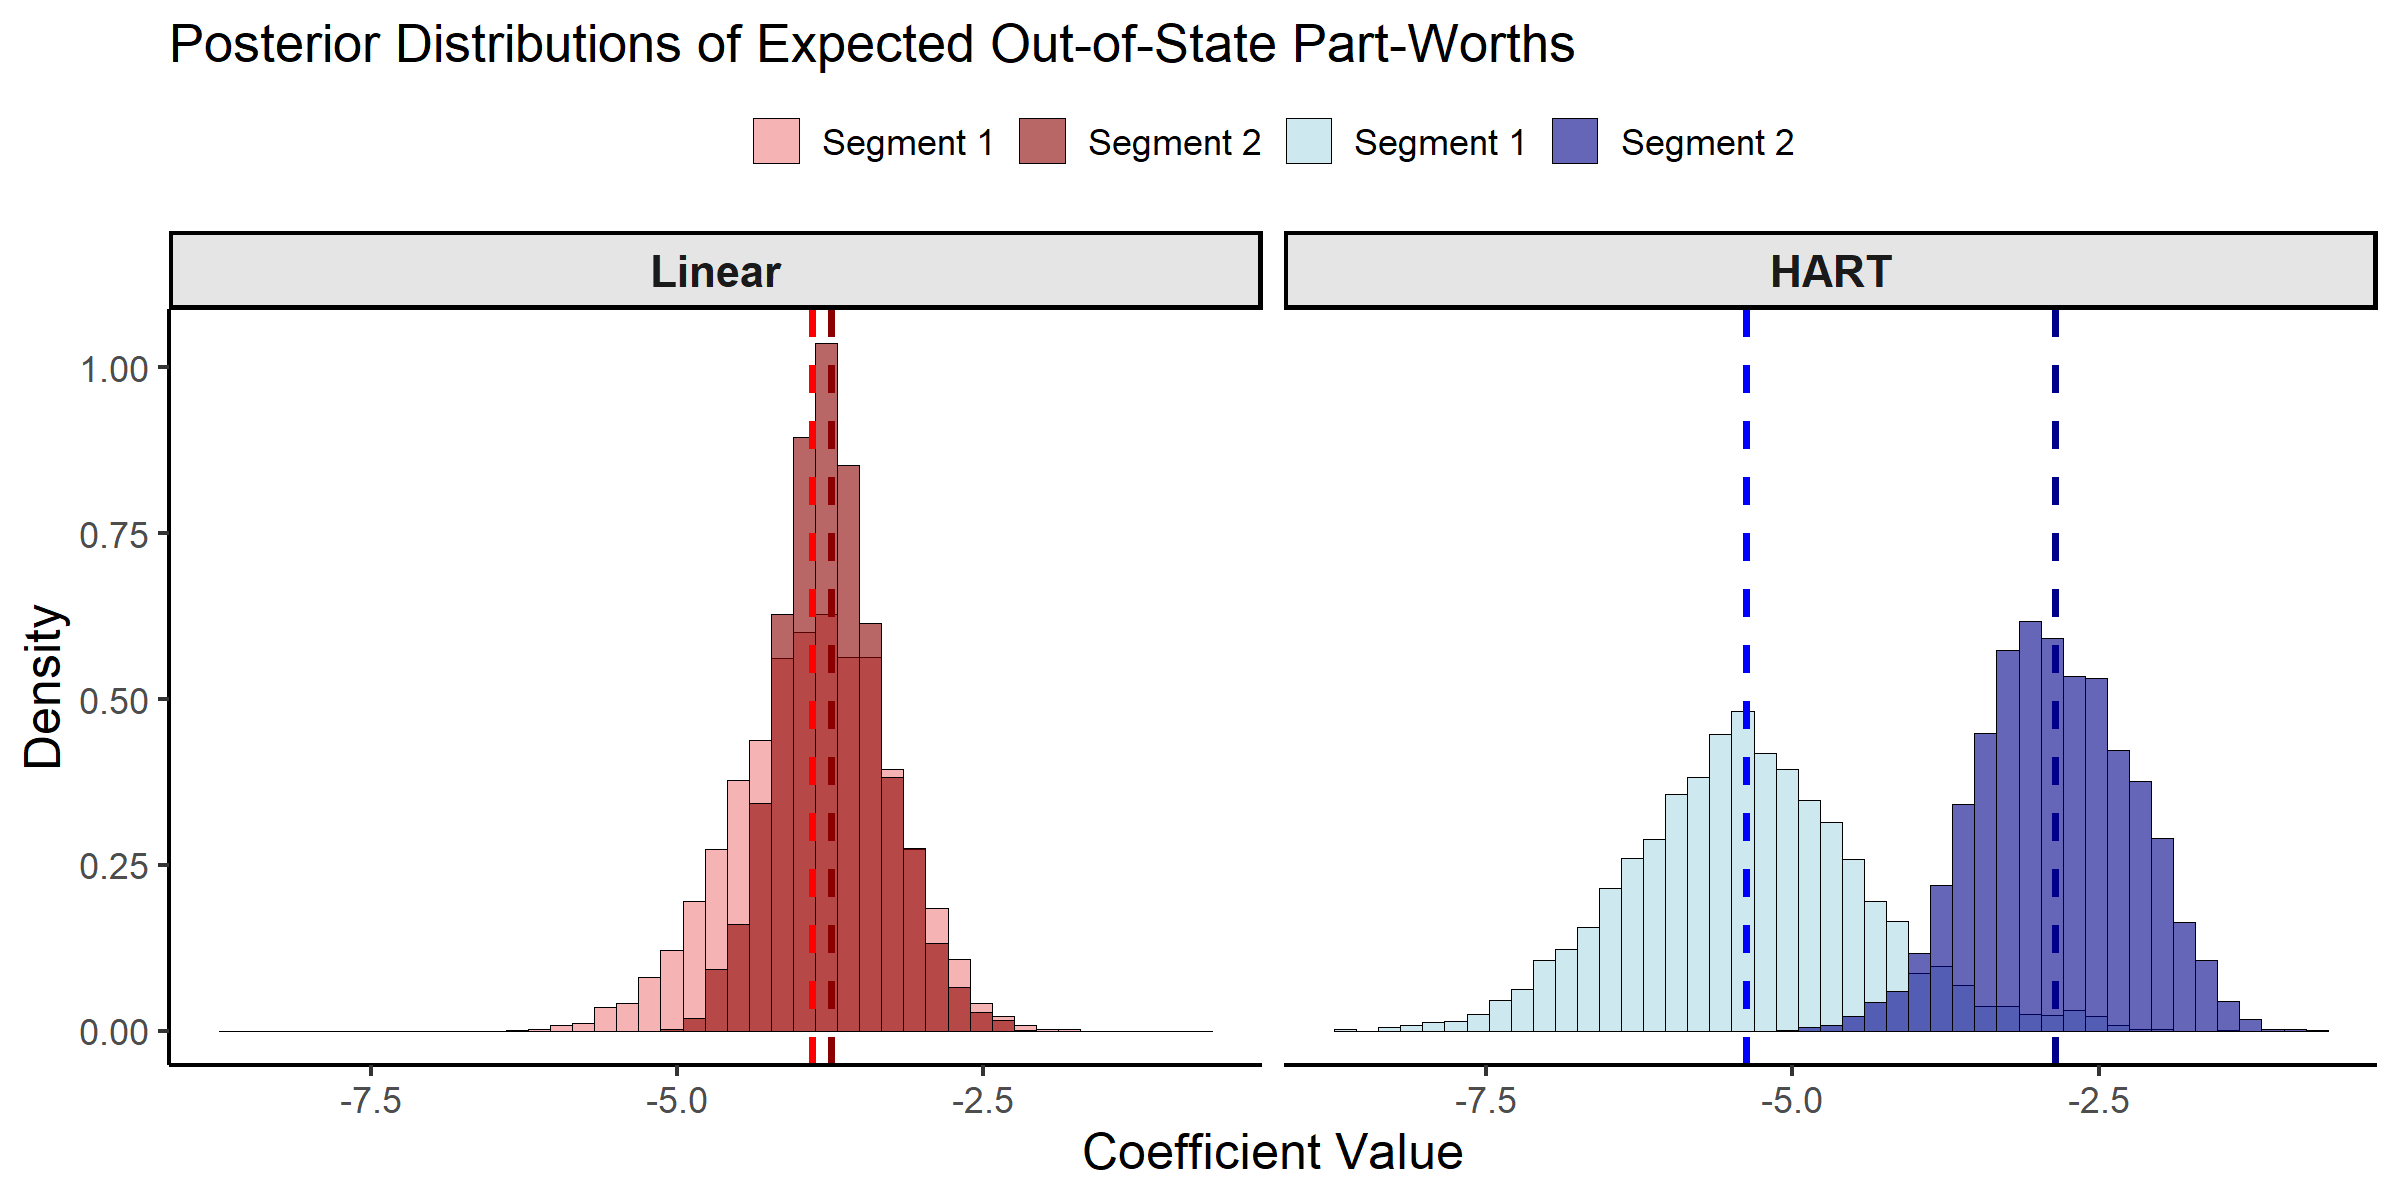 Posterior Distributions of Expected Out-of-State Part-Worths
Segment 1 Segment 2 Segment 1 Segment 2
Linear HART
Density
1.00
0.75
0.50
0.25
0.00
-7.5 -5.0 -2.5 -7.5 -5.0 -2.5
Coefficient Value